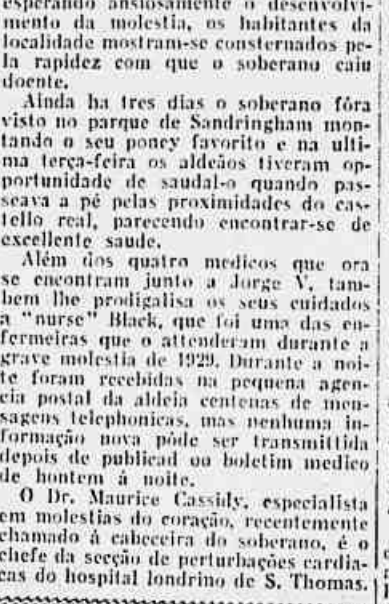 esperando anciosamente o desenvolvi-
mento da molestia, os habitantes da
localidade mostram-se consternados pe-
la rapidez com que o soberano caiu
doente.
Ainda ha tres dias o soberano fôra
visto no parque de Sandringham mon-
tando o seu poney favorito e na ulti-
ma terça-feira os aldeãos tiveram op-
portunidade de saudal-o quando pas-
seava a pé pelas proximidades do cas-
tello real, parecendo encontrar-se de
excellente saude.
Além dos quatro medicos que ora
se encontram junto a Jorge V, tam-
bem lhe prodigalisa os seus cuidados
a "nurse" Black, que foi uma das en-
fermeiras que o attenderam durante a
grave molestia de 1929. Durante a noi-
te foram recebidas na pequena agen-
cia postal da aldeia centenas de men-
sagens telephonicas, mas nenhuma in-
formação nova pôde ser transmittida
depois de publicad ou boletim medico
de hontem á noite.
O Dr. Maurice Cassidy, especialista
em molestias do coração, recentemente
chamado á cabeceira do soberano, é o
chefe da secção de perturbações cardia-
cas do hospital londrino de S. Thomas.